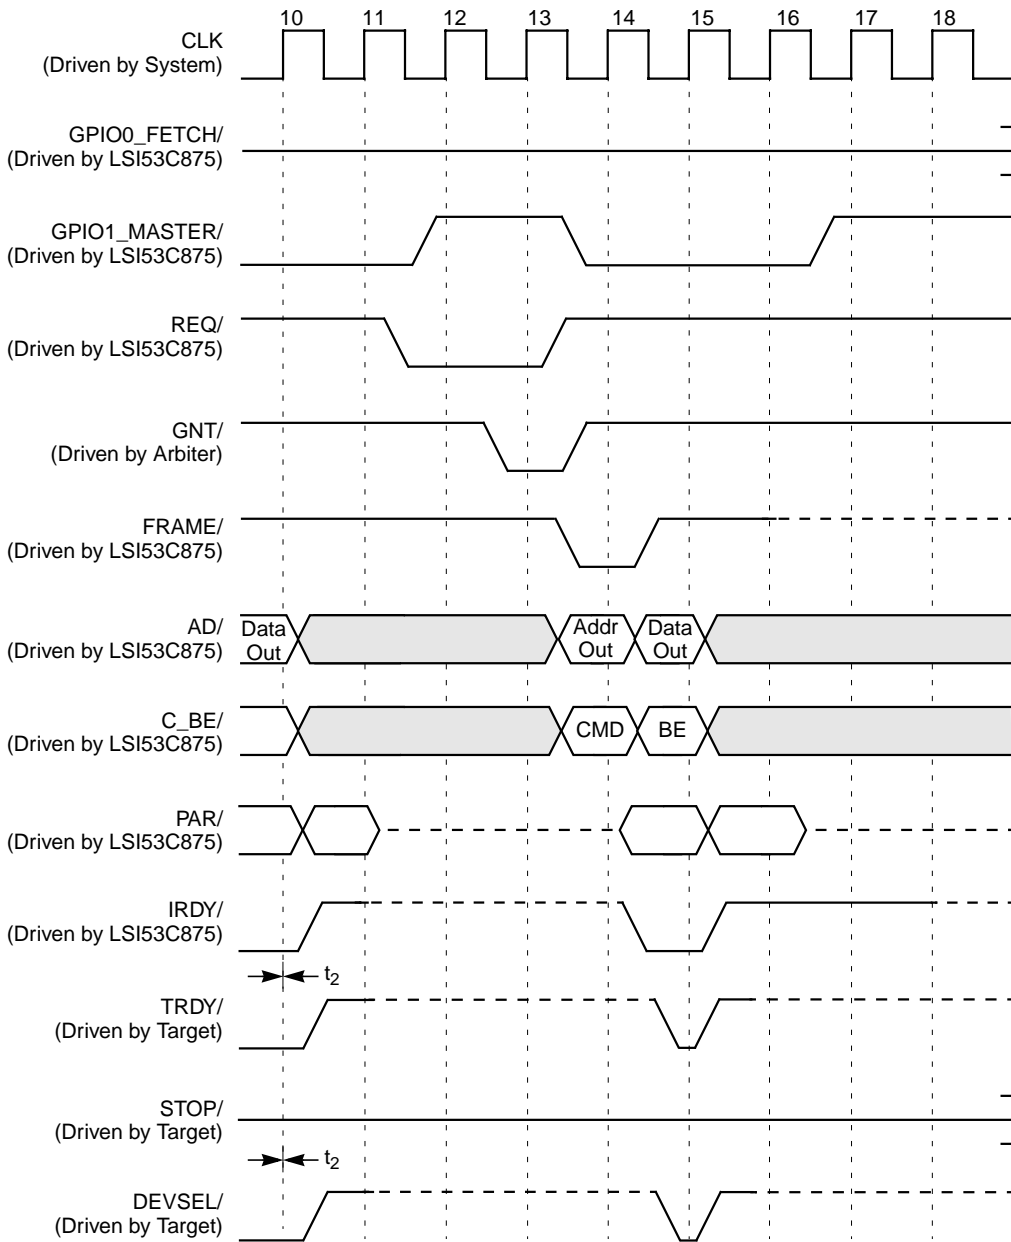 10 11 12 13 14 15 16 17 18
CLK
(Driven by System)
GPIO0_FETCH/
(Driven by LSI53C875)
GPIO1_MASTER/
(Driven by LSI53C875)
REQ/
(Driven by LSI53C875)
GNT/
(Driven by Arbiter)
FRAME/
(Driven by LSI53C875)
AD/
(Driven by LSI53C875)
Data
Out
Addr
Out
Data
Out
C_BE/
(Driven by LSI53C875)
CMD
BE
PAR/
(Driven by LSI53C875)
IRDY/
(Driven by LSI53C875)
t2
TRDY/
(Driven by Target)
STOP/
(Driven by Target)
t2
DEVSEL/
(Driven by Target)